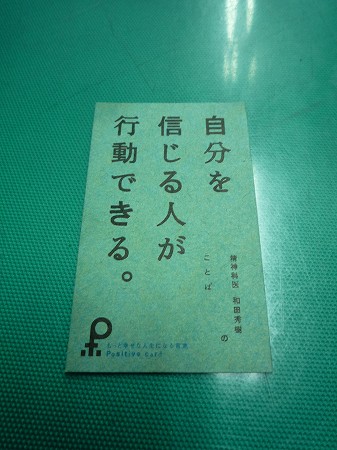 自分を
信じる人が
行動できる。
精神科医 和田秀樹
の
ことば
Positive card